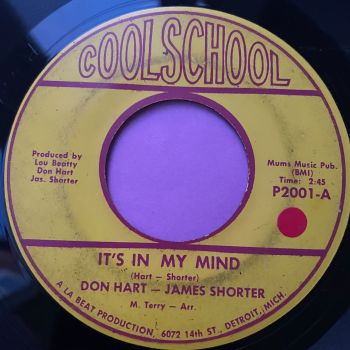 COOLSCHOOL
Produced by
Lou Beatty
Don Hart
Jas. Shorter
Mums Music Pub.
(BMI)
Time: 2:45
P2001-A
IT'S IN MY MIND
(Hart - Shorter)
DON HART - JAMES SHORTER
M. Terry - Arr.
A LA BEAT PRODUCTION, 6072 14th ST., DETROIT, MICH.